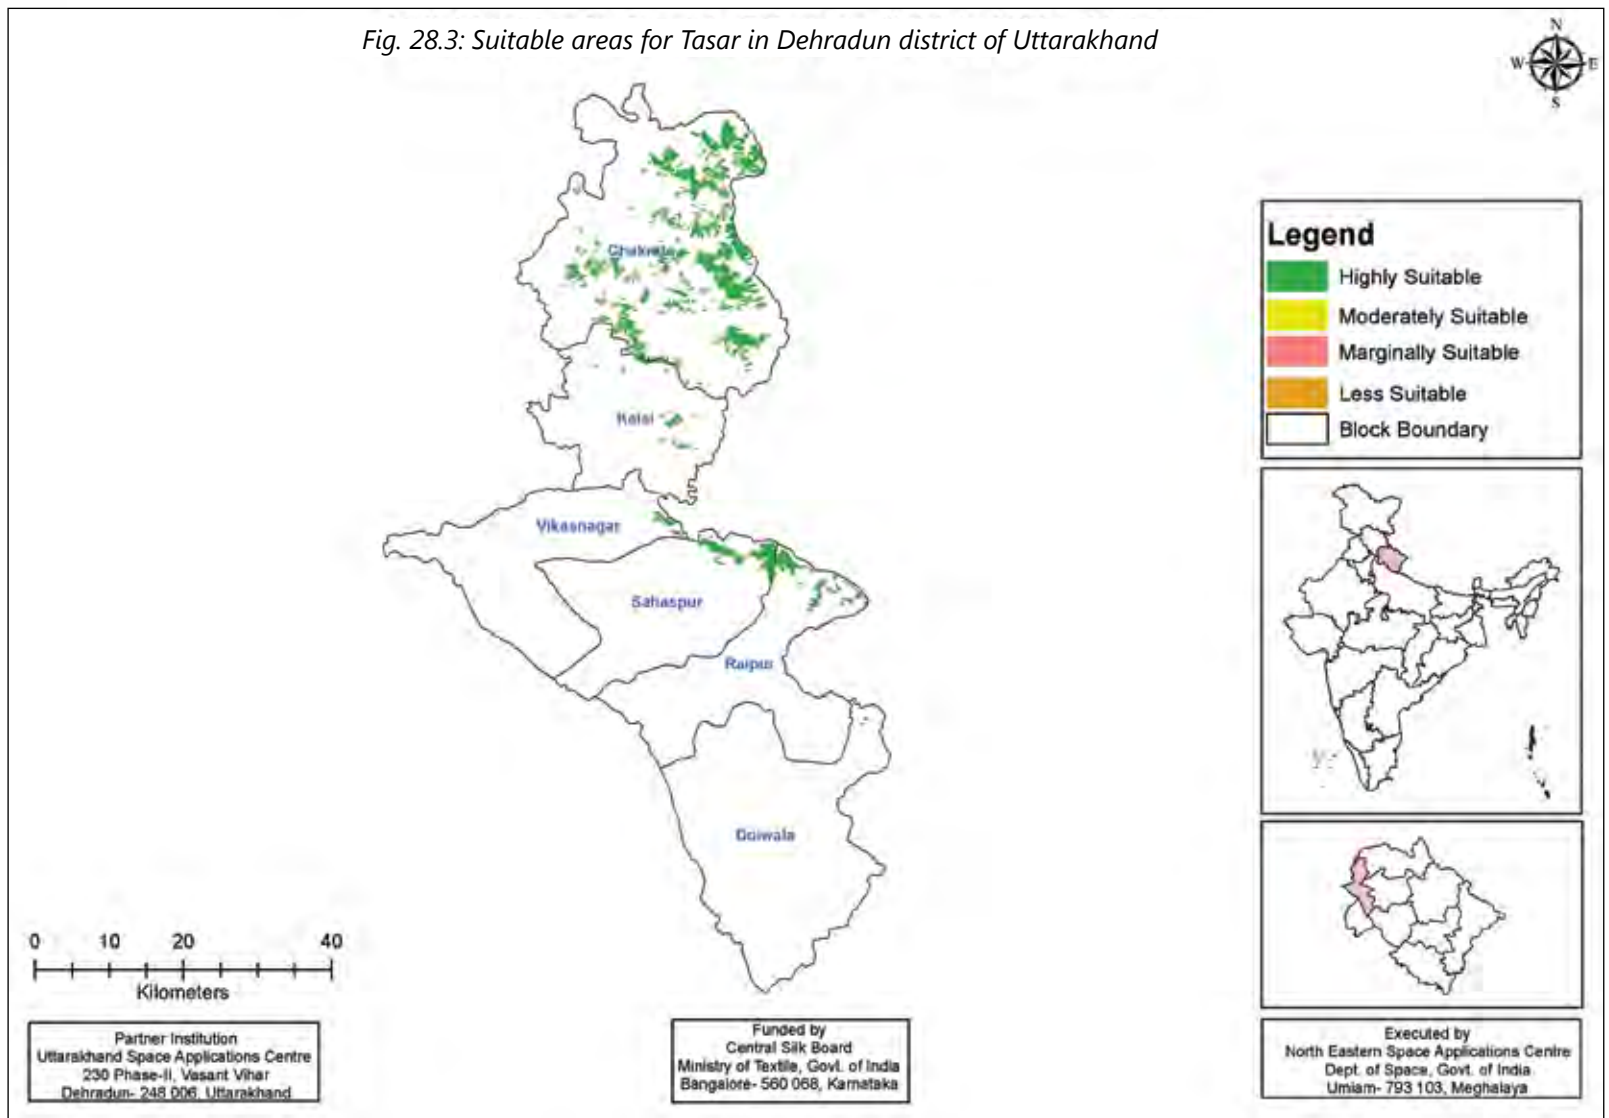 Fig. 28.3: Suitable areas for Tasar in Dehradun district of Uttarakhand
N
W E
S
Chakrata
Kalsi
Vikasnagar
Sahaspur
Raipur
Doiwala
Legend
Highly Suitable
Moderately Suitable
Marginally Suitable
Less Suitable
Block Boundary
0 10 20 40
Kilometers
Partner Institution
Uttarakhand Space Applications Centre
230 Phase-II, Vasant Vihar
Dehradun- 248 006, Uttarakhand
Funded by
Central Silk Board
Ministry of Textile, Govt. of India
Bangalore- 560 068, Karnataka
Executed by
North Eastern Space Applications Centre
Dept. of Space, Govt. of India
Umiam- 793 103, Meghalaya